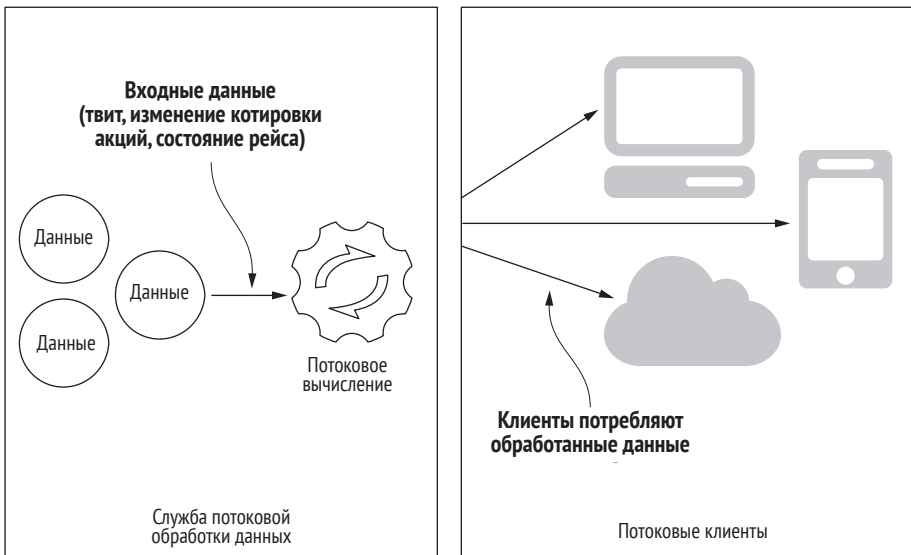 Входные данные
(твит, изменение котировки
акций, состояние рейса)
Данные
Данные
Данные
Потоковое
вычисление
Служба потоковой
обработки данных
Клиенты потребляют
обработанные данные
Потоковые клиенты